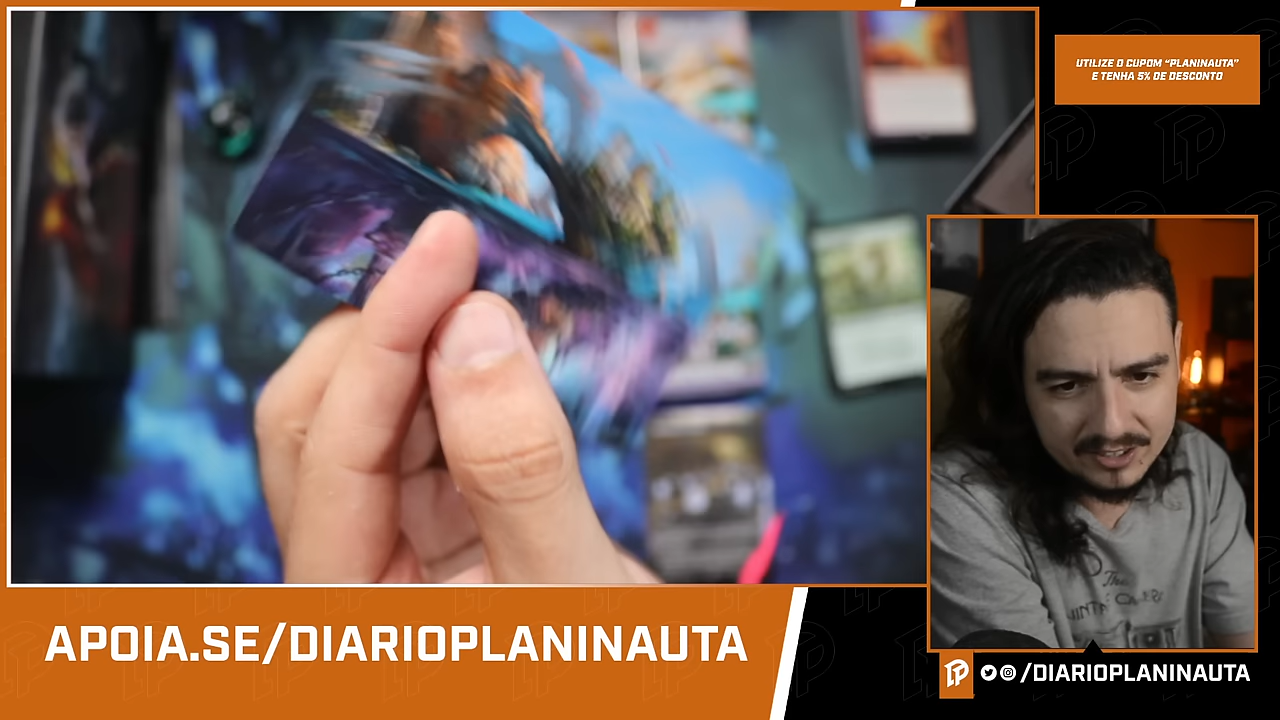 UTILIZE O CUPOM "PLANINAUTA"
E TENHA 5% DE DESCONTO
APOIA.SE/DIARIOPLANINAUTA
/DIARIOPLANINAUTA